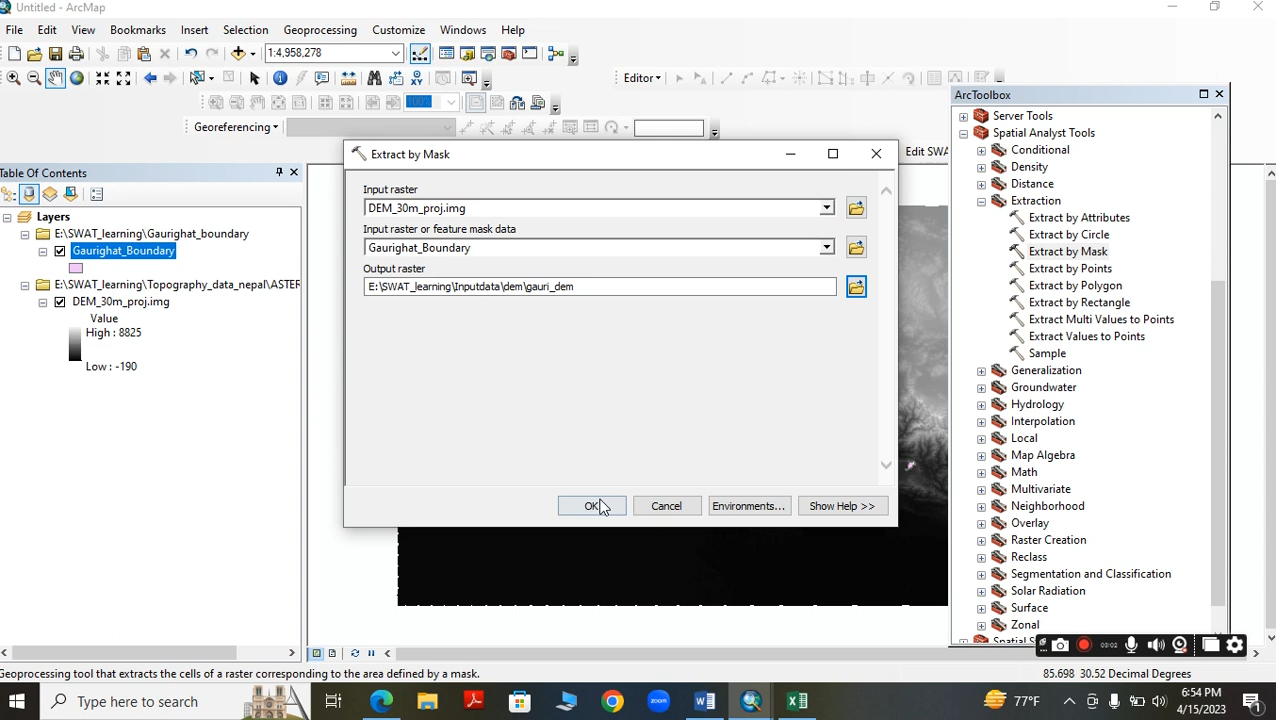 Untitled - ArcMap
File Edit View Bookmarks Insert Selection Geoprocessing Customize Windows Help
1:4,958,278
Editor
100%
Georeferencing
ArcToolbox
Server Tools
Spatial Analyst Tools
Conditional
Density
Distance
Extraction
Extract by Attributes
Extract by Circle
Extract by Mask
Extract by Points
Extract by Polygon
Extract by Rectangle
Extract Multi Values to Points
Extract Values to Points
Sample
Generalization
Groundwater
Hydrology
Interpolation
Local
Map Algebra
Math
Multivariate
Neighborhood
Overlay
Raster Creation
Reclass
Segmentation and Classification
Solar Radiation
Surface
Zonal
Edit SWA
Extract by Mask
Input raster
DEM_30m_proj.img
Input raster or feature mask data
Gaurighat_Boundary
Output raster
E:\SWAT_learning\Inputdata\dem\gauri_dem
OK Cancel Environments... Show Help >>
Table Of Contents
Layers
E:\SWAT_learning\Gaurighat_boundary
Gaurighat_Boundary
E:\SWAT_learning\Topography_data_nepal\ASTER
DEM_30m_proj.img
Value
High : 8825
Low : -190
Geoprocessing tool that extracts the cells of a raster corresponding to the area defined by a mask.
85.698 30.52 Decimal Degrees
Type here to search
zoom
77°F
6:54 PM
4/15/2023